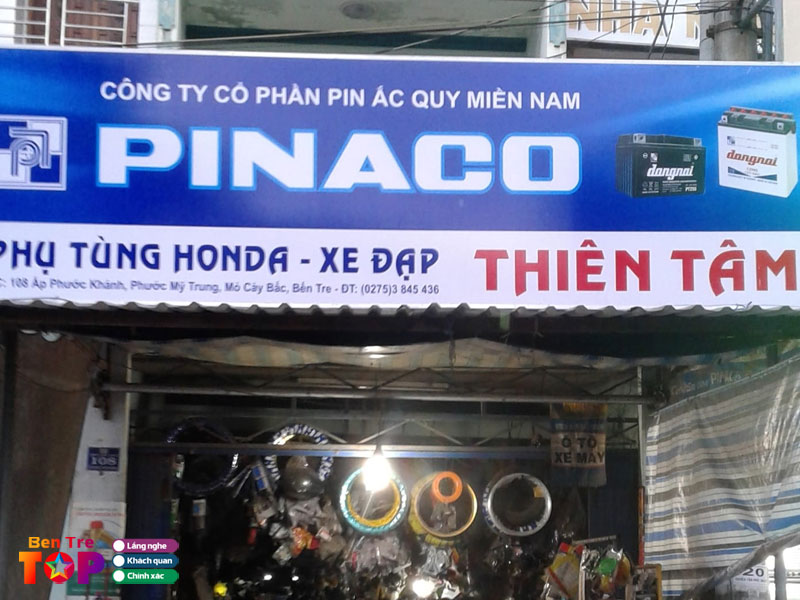 NHÀ
CÔNG TY CỔ PHẦN PIN ẮC QUY MIỀN NAM
PINACO
dongnai
dongnai
PHỤ TÙNG HONDA - XE ĐẠP
THIÊN TÂM
C: 108 Ấp Phước Khánh, Phước Mỹ Trung, Mỏ Cày Bắc, Bến Tre - ĐT: (0275)3 845 436
Ô TÔ
XE MÁY
108
20
Ben Tre
TOP
Lắng nghe
Khách quan
Chính xác